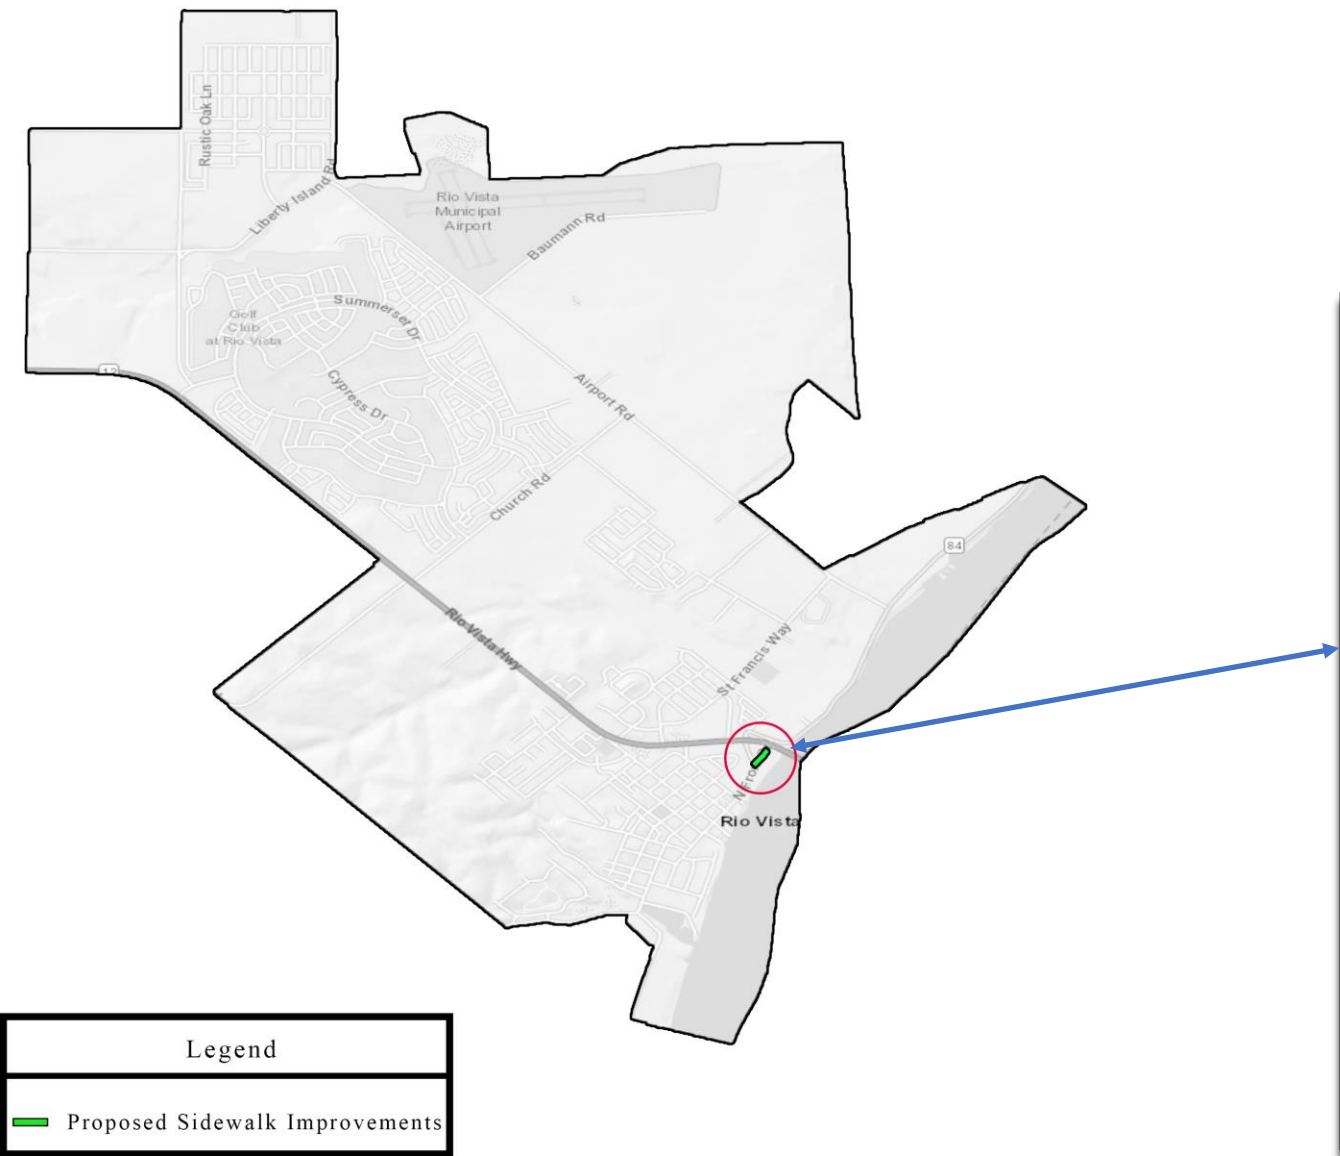 Rustic Oak Ln
Liberty Island Rd
Rio Vista
Municipal
Airport
Baumann Rd
Summerset Dr
Golf
Club
at Rio Vista
12
Cypress Dr
Airport Rd
Church Rd
84
Rio Vista Hwy
St Francis Way
N Fro
Rio Vista
Legend
Proposed Sidewalk Improvements